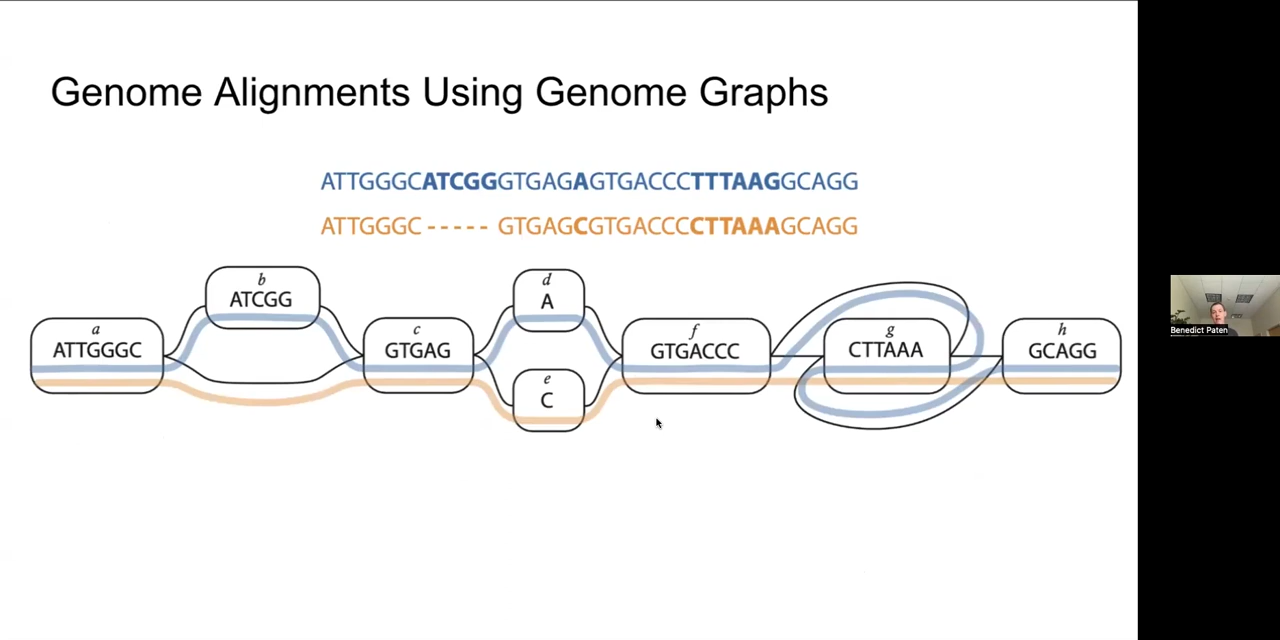 Genome Alignments Using Genome Graphs
ATTGGGCATCGGGTGAGAGTGACCCTTTAAGGCAGG
ATTGGGC ----- GTGAGCGTGACCCCTTAAAGCAGG
b
ATCGG
d
A
a
ATTGGGC
c
GTGAG
e
C
f
GTGACCC
g
CTTAAA
h
GCAGG
Benedict Paten